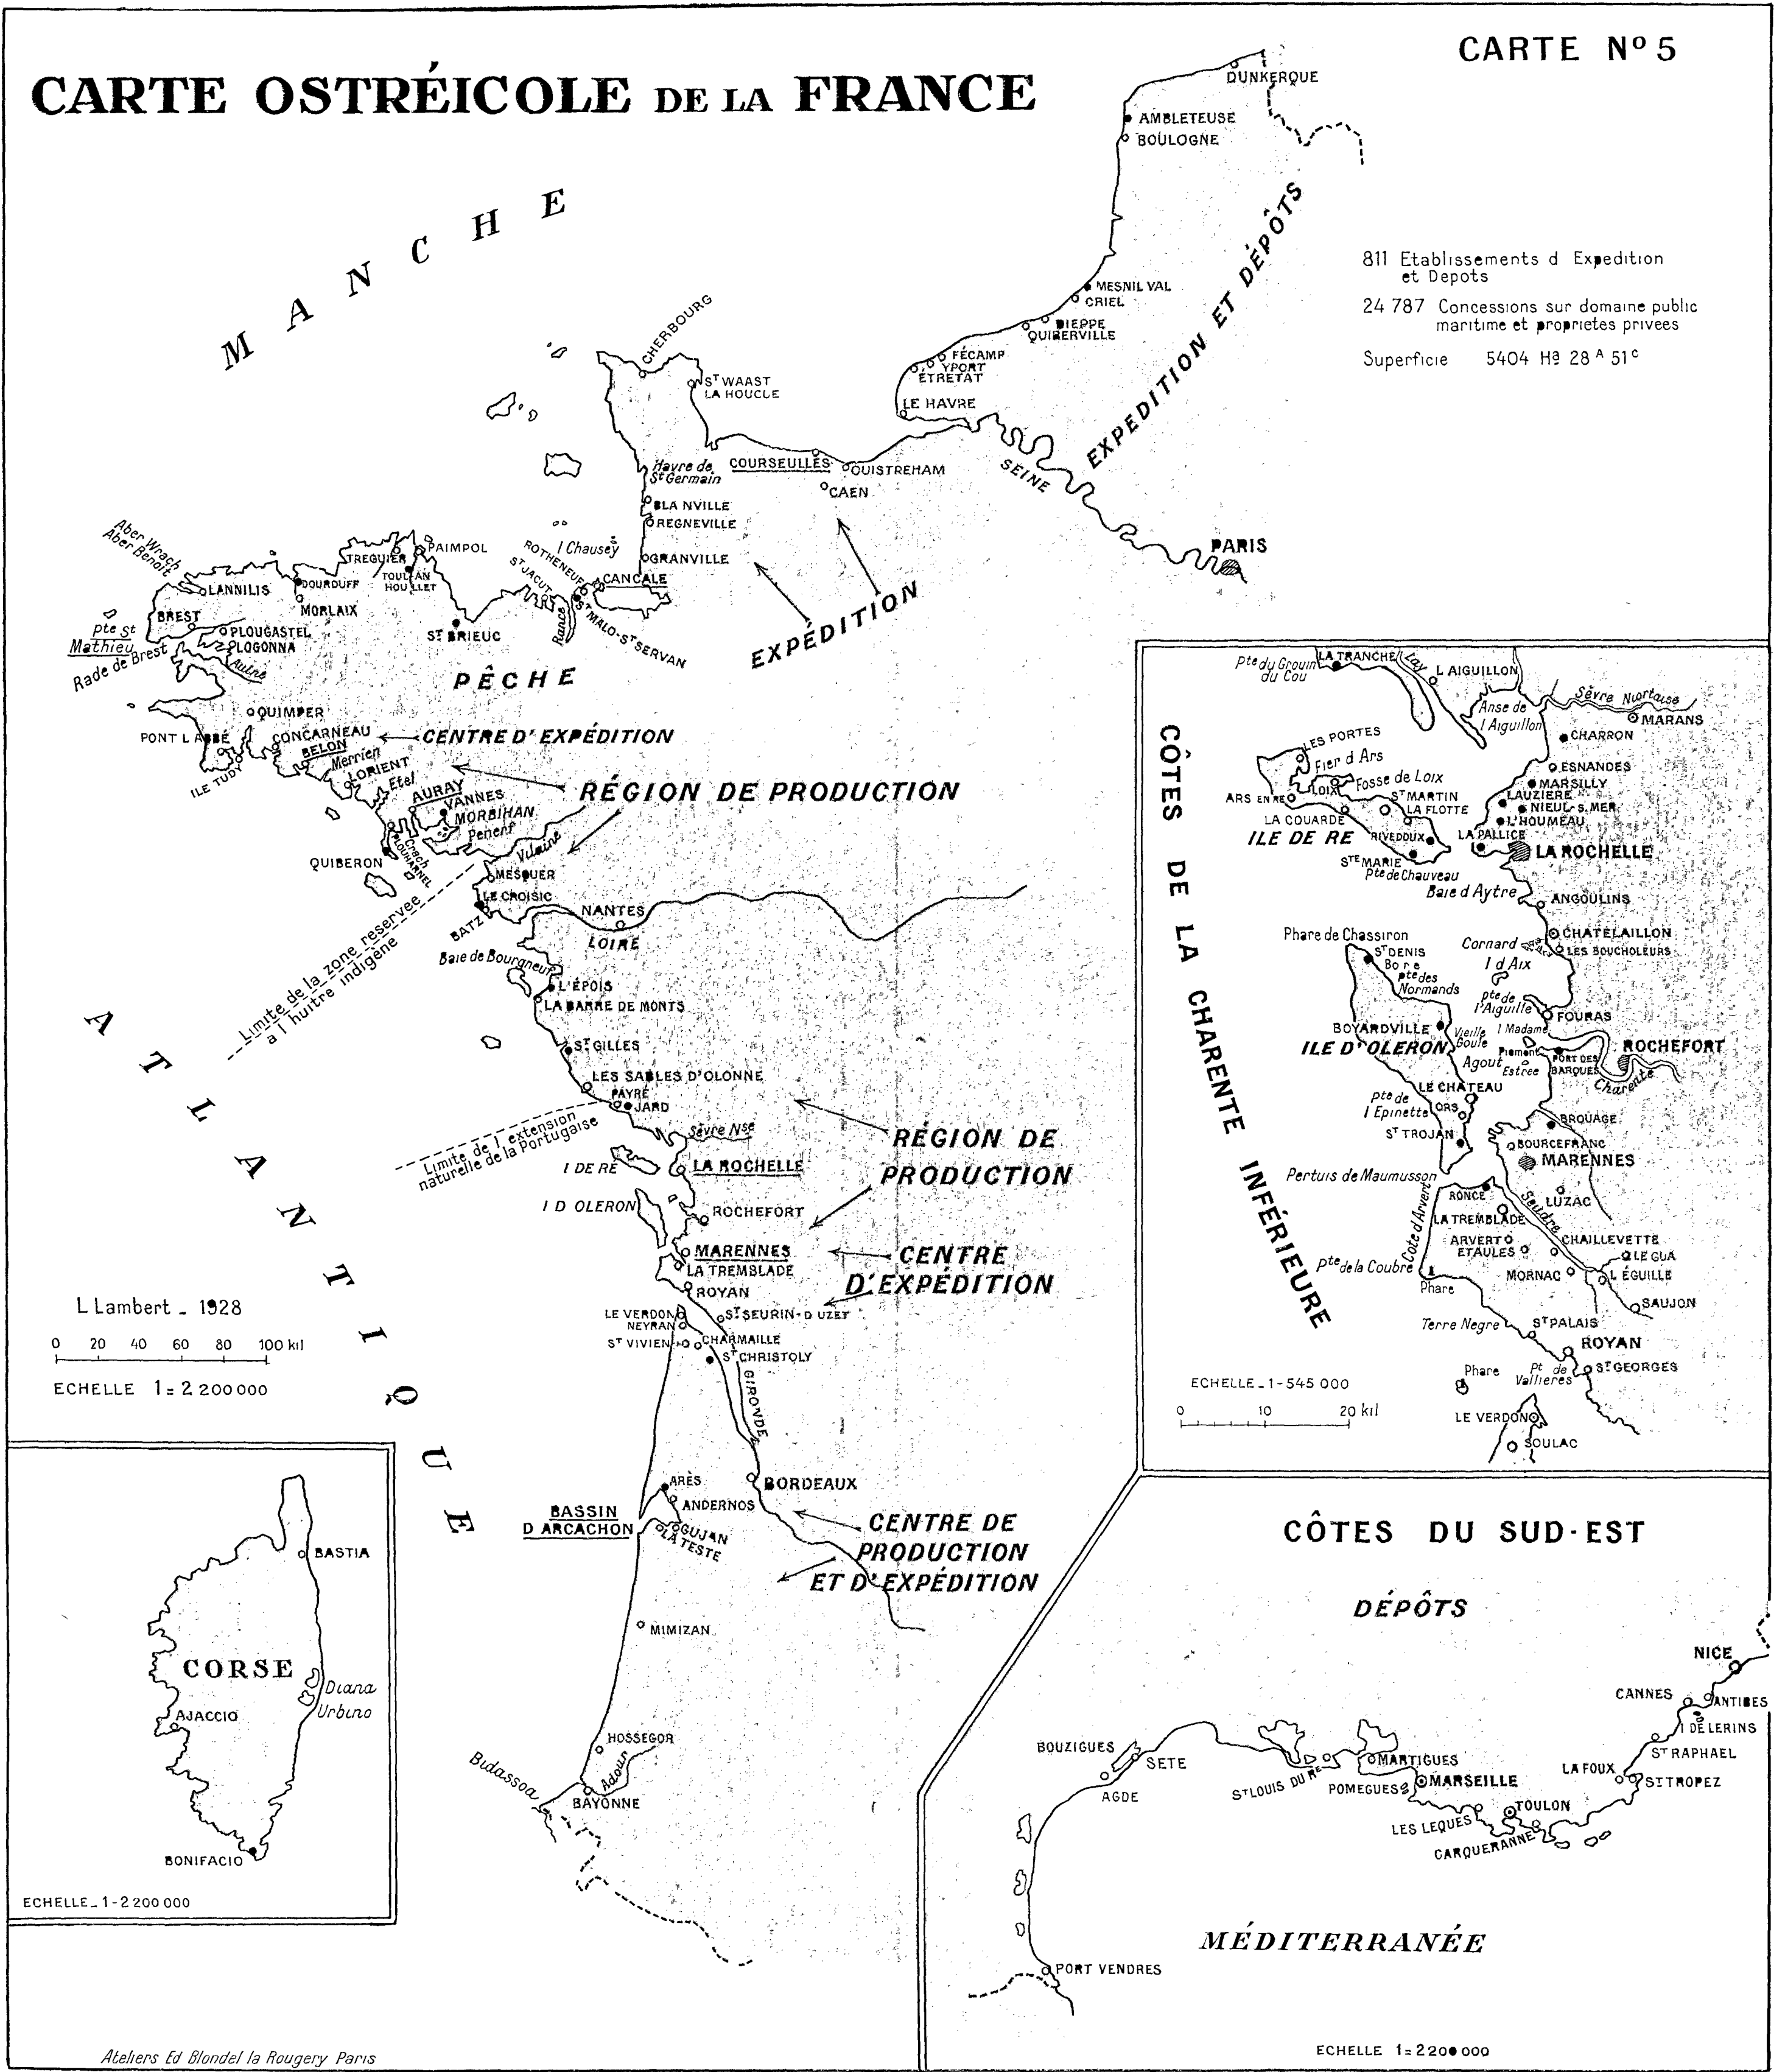 CARTE Nº 5
CARTE OSTRÉICOLE DE LA FRANCE
MANCHE
DUNKERQUE
AMBLETEUSE
BOULOGNE
EXPEDITION ET DÉPÔTS
811 Etablissements d Expedition
et Depots
24 787 Concessions sur domaine public
maritime et proprietes privees
Superficie 5404 Hª 28 ᴬ 51 ᶜ
MESNIL VAL
CRIEL
DIEPPE
QUIBERVILLE
FÉCAMP
YPORT
ETRETAT
LE HAVRE
CHERBOURG
Sᵀ WAAST
LA HOUCLE
COURSEULLES
OUISTREHAM
CAEN
SEINE
PARIS
Havre de
St Germain
BLANVILLE
REGNEVILLE
I Chausey
GRANVILLE
ROTHENEUF
CANCALE
Sᵀ JACUT
Rance
Sᵀ MALO-Sᵀ SERVAN
EXPÉDITION
Aber Wrach
Aber Benoit
TREGUIER
PAIMPOL
LANNILIS
DOURDUFF
TOUL-AN
HOUILLET
MORLAIX
BREST
Sᵀ BRIEUC
Pte St
Mathieu
PLOUGASTEL
PLOGONNA
Rade de Brest
Aulne
PÊCHE
QUIMPER
PONT L ABBÉ
CONCARNEAU
CENTRE D'EXPÉDITION
BELON
Merrien
ILE TUDY
LORIENT
Etel
RÉGION DE PRODUCTION
AURAY
VANNES
MORBIHAN
Penerf
Crach
PLOUHARNEL
Vilaine
QUIBERON
MESQUER
LE CROISIC
BATZ
NANTES
LOIRE
Limite de la zone reservee
a l huitre indigène
Baie de Bourgneuf
L'ÉPOIS
LA BARRE DE MONTS
ATLANTIQUE
Sᵀ GILLES
LES SABLES D'OLONNE
PAYRÉ
JARD
Limite de l extension
naturelle de la Portugaise
Sèvre Nse
I DE RÉ
LA ROCHELLE
RÉGION DE
PRODUCTION
I D OLERON
ROCHEFORT
MARENNES
LA TREMBLADE
CENTRE
D'EXPÉDITION
ROYAN
LE VERDON
NEYRAN
Sᵀ SEURIN-D UZET
Sᵀ VIVIEN
CHARMAILLE
Sᵀ CHRISTOLY
GIRONDE
L Lambert - 1928
0 20 40 60 80 100 kil
ECHELLE 1=2 200 000
ARÈS
BORDEAUX
ANDERNOS
BASSIN
D ARCACHON
GUJAN
LA TESTE
CENTRE DE
PRODUCTION
ET D'EXPÉDITION
MIMIZAN
HOSSEGOR
Adour
Bidassoa
BAYONNE
BASTIA
CORSE
Diana
Urbino
AJACCIO
BONIFACIO
ECHELLE - 1-2 200 000
CÔTES DE LA CHARENTE INFÉRIEURE
Pte du Grouin
du Cou
LA TRANCHE
Lay
L AIGUILLON
Sèvre Niortaise
Anse de
l Aiguillon
MARANS
CHARRON
LES PORTES
Fier d Ars
ESNANDES
MARSILLY
LOIX
Fosse de Loix
LAUZIERE
ARS EN RE
Sᵀ MARTIN
NIEUL-S.MER
LA FLOTTE
LA COUARDE
L'HOUMEAU
ILE DE RE
RIVEDOUX
LA PALLICE
LA ROCHELLE
Sᵀᴱ MARIE
Pte de Chauveau
Baie d Aytre
ANGOULINS
Phare de Chassiron
Sᵀ DENIS
CHATELAILLON
Cornard
LES BOUCHOLEURS
I d Aix
Pte des
Normands
Pte de
l'Aiguille
FOURAS
BOYARDVILLE
Vieille
Goule
I Madame
ILE D'OLERON
Agout
Piemont
Estree
PORT DES
BARQUES
ROCHEFORT
Charente
LE CHATEAU
Pte de
l Epinette
ORS
BROUAGE
Sᵀ TROJAN
BOURCEFRANC
MARENNES
Pertuis de Maumusson
RONCE
Seudre
LUZAC
Cote d'Arvert
LA TREMBLADE
ARVERT
ETAULES
CHAILLEVETTE
LE GUA
Pte de la Coubre
MORNAC
L ÉGUILLE
Phare
SAUJON
Terre Negre
Sᵀ PALAIS
ROYAN
Phare
Pt de
Vallieres
Sᵀ GEORGES
ECHELLE - 1-545 000
0 10 20 kil
LE VERDON
SOULAC
CÔTES DU SUD-EST
DÉPÔTS
NICE
CANNES
ANTIBES
I DE LERINS
Sᵀ RAPHAEL
BOUZIGUES
SETE
AGDE
Sᵀ LOUIS DU Rᴱ
MARTIGUES
POMEGUES
MARSEILLE
LA FOUX
Sᵀ TROPEZ
TOULON
LES LEQUES
CARQUERANNE
MÉDITERRANÉE
PORT VENDRES
ECHELLE 1=2 200 000
Ateliers Ed Blondel la Rougery Paris